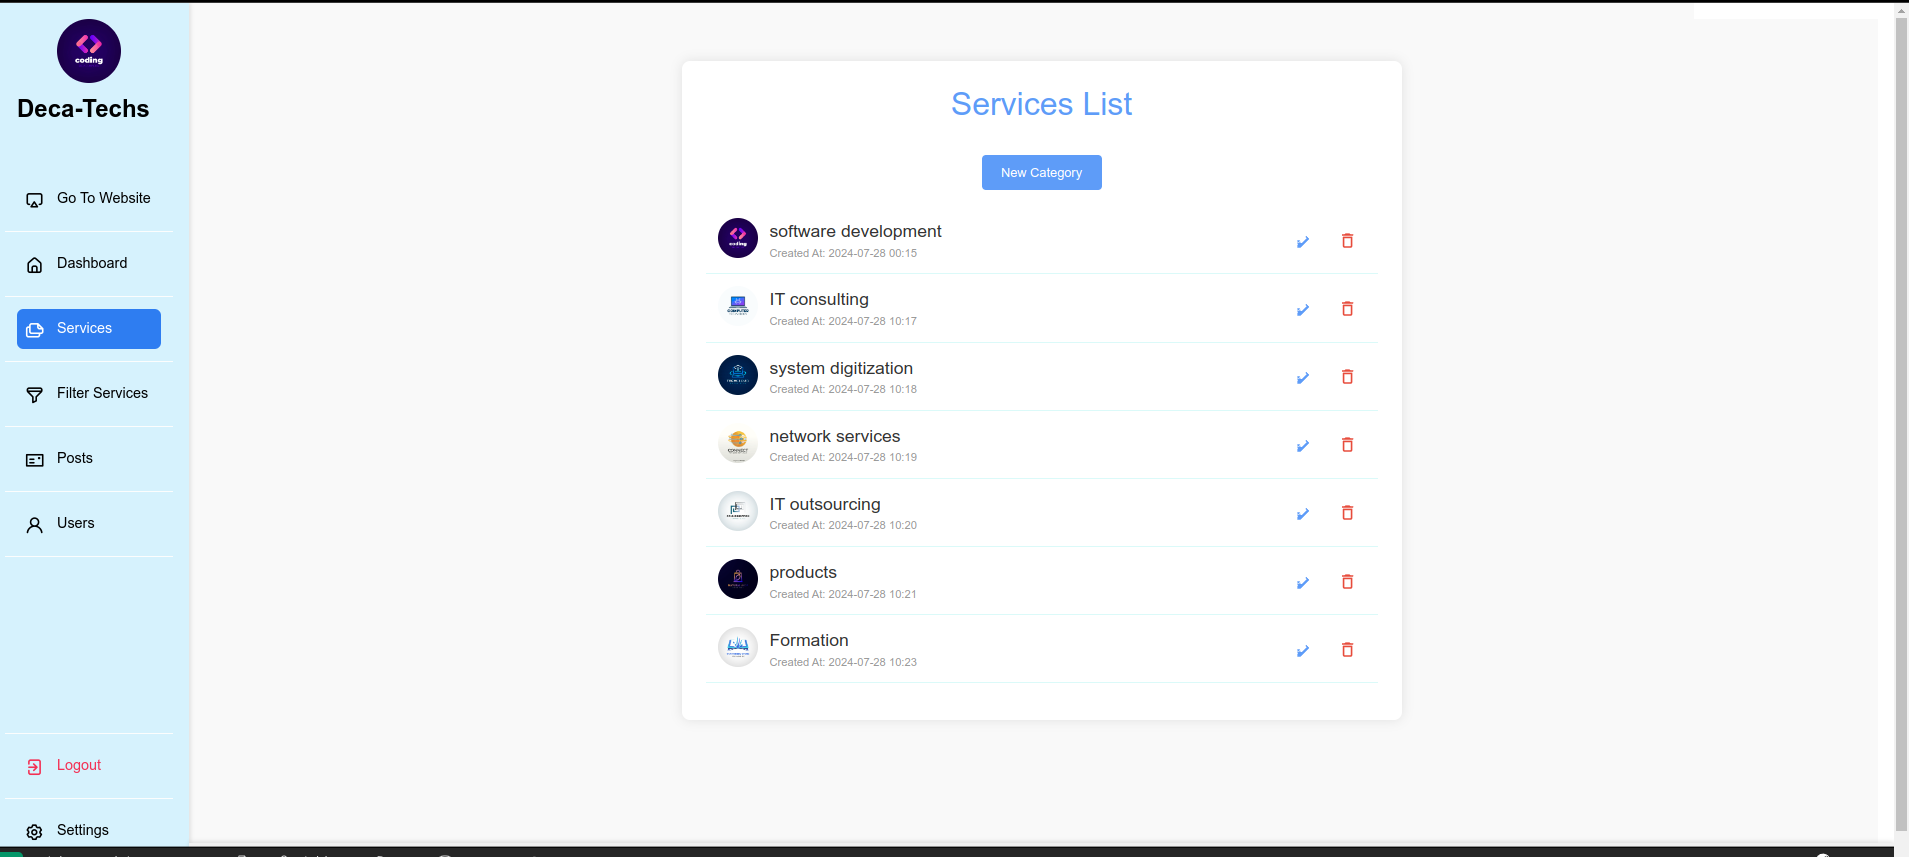 coding
Deca-Techs
Go To Website
Dashboard
Services
Filter Services
Posts
Users
Logout
Settings
Services List
New Category
coding
software development
Created At: 2024-07-28 00:15
COMPUTER
IT consulting
Created At: 2024-07-28 10:17
system digitization
Created At: 2024-07-28 10:18
CONNECT
network services
Created At: 2024-07-28 10:19
IT outsourcing
Created At: 2024-07-28 10:20
products
Created At: 2024-07-28 10:21
Formation
Created At: 2024-07-28 10:23